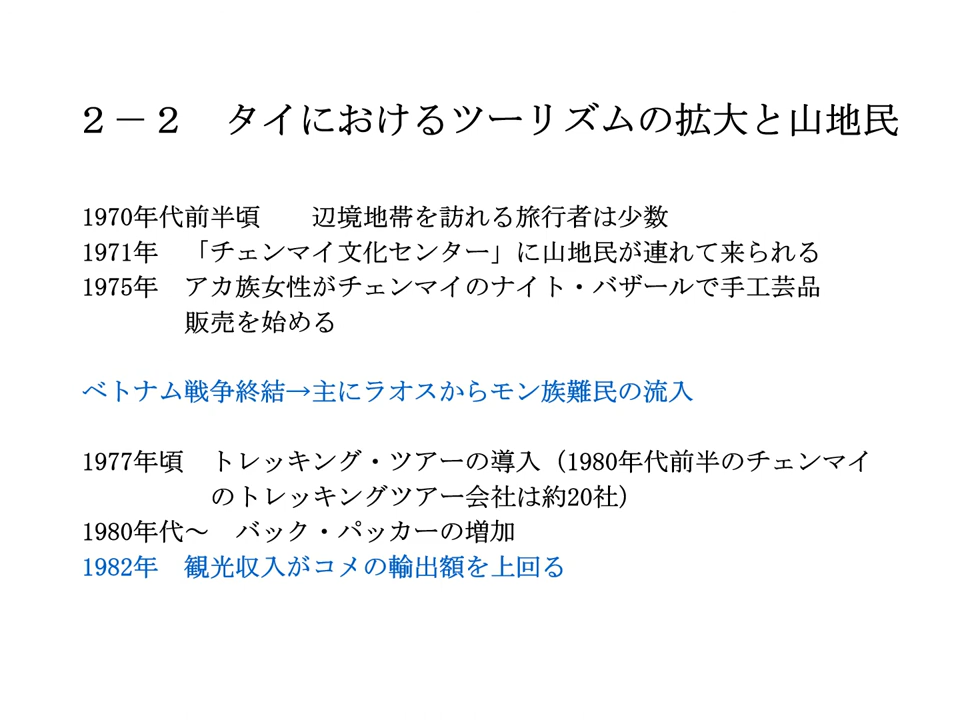 ２－２　タイにおけるツーリズムの拡大と山地民
1970年代前半頃　　辺境地帯を訪れる旅行者は少数
1971年　「チェンマイ文化センター」に山地民が連れて来られる
1975年　アカ族女性がチェンマイのナイト・バザールで手工芸品
販売を始める
ベトナム戦争終結→主にラオスからモン族難民の流入
1977年頃　トレッキング・ツアーの導入（1980年代前半のチェンマイ
のトレッキングツアー会社は約20社）
1980年代～　バック・パッカーの増加
1982年　観光収入がコメの輸出額を上回る